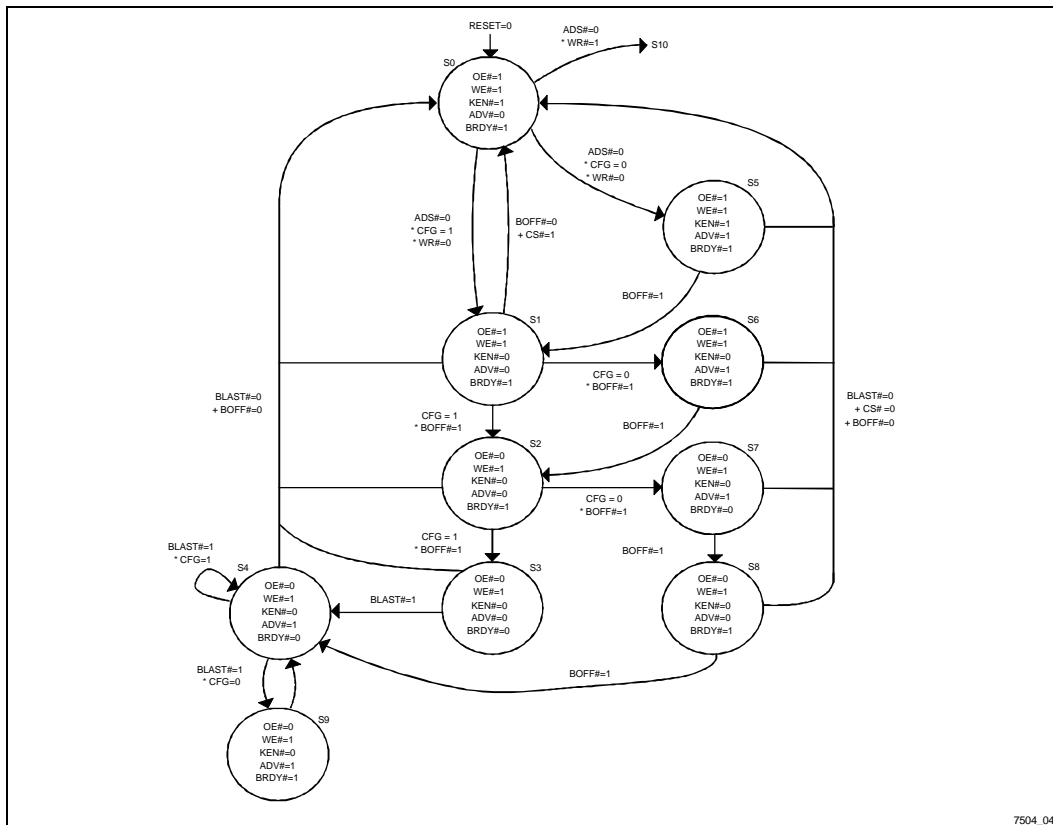 RESET=0
ADS#=0
* WR#=1
S10
S0
OE#=1
WE#=1
KEN#=1
ADV#=0
BRDY#=1
ADS#=0
* CFG = 0
* WR#=0
S5
OE#=1
WE#=1
KEN#=1
ADV#=1
BRDY#=1
ADS#=0
* CFG = 1
* WR#=0
BOFF#=0
+ CS#=1
BOFF#=1
S1
OE#=1
WE#=1
KEN#=0
ADV#=0
BRDY#=1
S6
OE#=1
WE#=1
KEN#=0
ADV#=1
BRDY#=1
CFG = 0
* BOFF#=1
BLAST#=0
+ BOFF#=0
BLAST#=0
+ CS# =0
+ BOFF#=0
CFG = 1
* BOFF#=1
BOFF#=1
S2
OE#=0
WE#=1
KEN#=0
ADV#=0
BRDY#=1
S7
OE#=0
WE#=1
KEN#=0
ADV#=1
BRDY#=0
CFG = 0
* BOFF#=1
CFG = 1
* BOFF#=1
BOFF#=1
BLAST#=1
* CFG=1
S4
OE#=0
WE#=1
KEN#=0
ADV#=1
BRDY#=0
BLAST#=1
S3
OE#=0
WE#=1
KEN#=0
ADV#=0
BRDY#=0
S8
OE#=0
WE#=1
KEN#=0
ADV#=0
BRDY#=1
BOFF#=1
BLAST#=1
* CFG=0
S9
OE#=0
WE#=1
KEN#=0
ADV#=1
BRDY#=1
7504_04